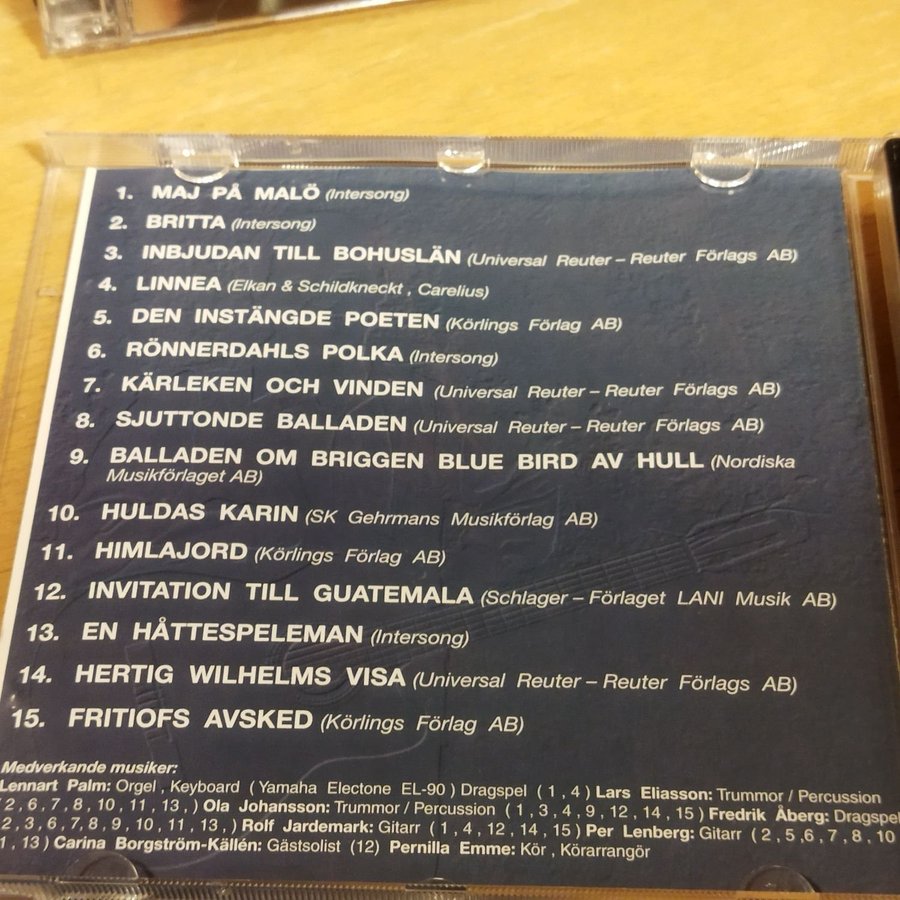 1. MAJ PÅ MALÖ (Intersong)
2. BRITTA (Intersong)
3. INBJUDAN TILL BOHUSLÄN (Universal Reuter – Reuter Förlags AB)
4. LINNEA (Elkan & Schildkneckt , Carelius)
5. DEN INSTÄNGDE POETEN (Körlings Förlag AB)
6. RÖNNERDAHLS POLKA (Intersong)
7. KÄRLEKEN OCH VINDEN (Universal Reuter – Reuter Förlags AB)
8. SJUTTONDE BALLADEN (Universal Reuter – Reuter Förlags AB)
9. BALLADEN OM BRIGGEN BLUE BIRD AV HULL (Nordiska
Musikförlaget AB)
10. HULDAS KARIN (SK Gehrmans Musikförlag AB)
11. HIMLAJORD (Körlings Förlag AB)
12. INVITATION TILL GUATEMALA (Schlager – Förlaget LANI Musik AB)
13. EN HÅTTESPELEMAN (Intersong)
14. HERTIG WILHELMS VISA (Universal Reuter – Reuter Förlags AB)
15. FRITIOFS AVSKED (Körlings Förlag AB)
Medverkande musiker:
Lennart Palm: Orgel , Keyboard ( Yamaha Electone EL-90 ) Dragspel ( 1 , 4 ) Lars Eliasson: Trummor / Percussion
( 2 , 6 , 7 , 8 , 10 , 11 , 13 , ) Ola Johansson: Trummor / Percussion ( 1 , 3 , 4 , 9 , 12 , 14 , 15 ) Fredrik Åberg: Dragspel
2 , 3 , 6 , 7 , 8 , 9 , 10 , 11 , 13 , ) Rolf Jardemark: Gitarr ( 1 , 4 , 12 , 14 , 15 ) Per Lenberg: Gitarr ( 2 , 5 , 6 , 7 , 8 , 10
1 , 13 ) Carina Borgström-Källén: Gästsolist (12) Pernilla Emme: Kör , Körarrangör